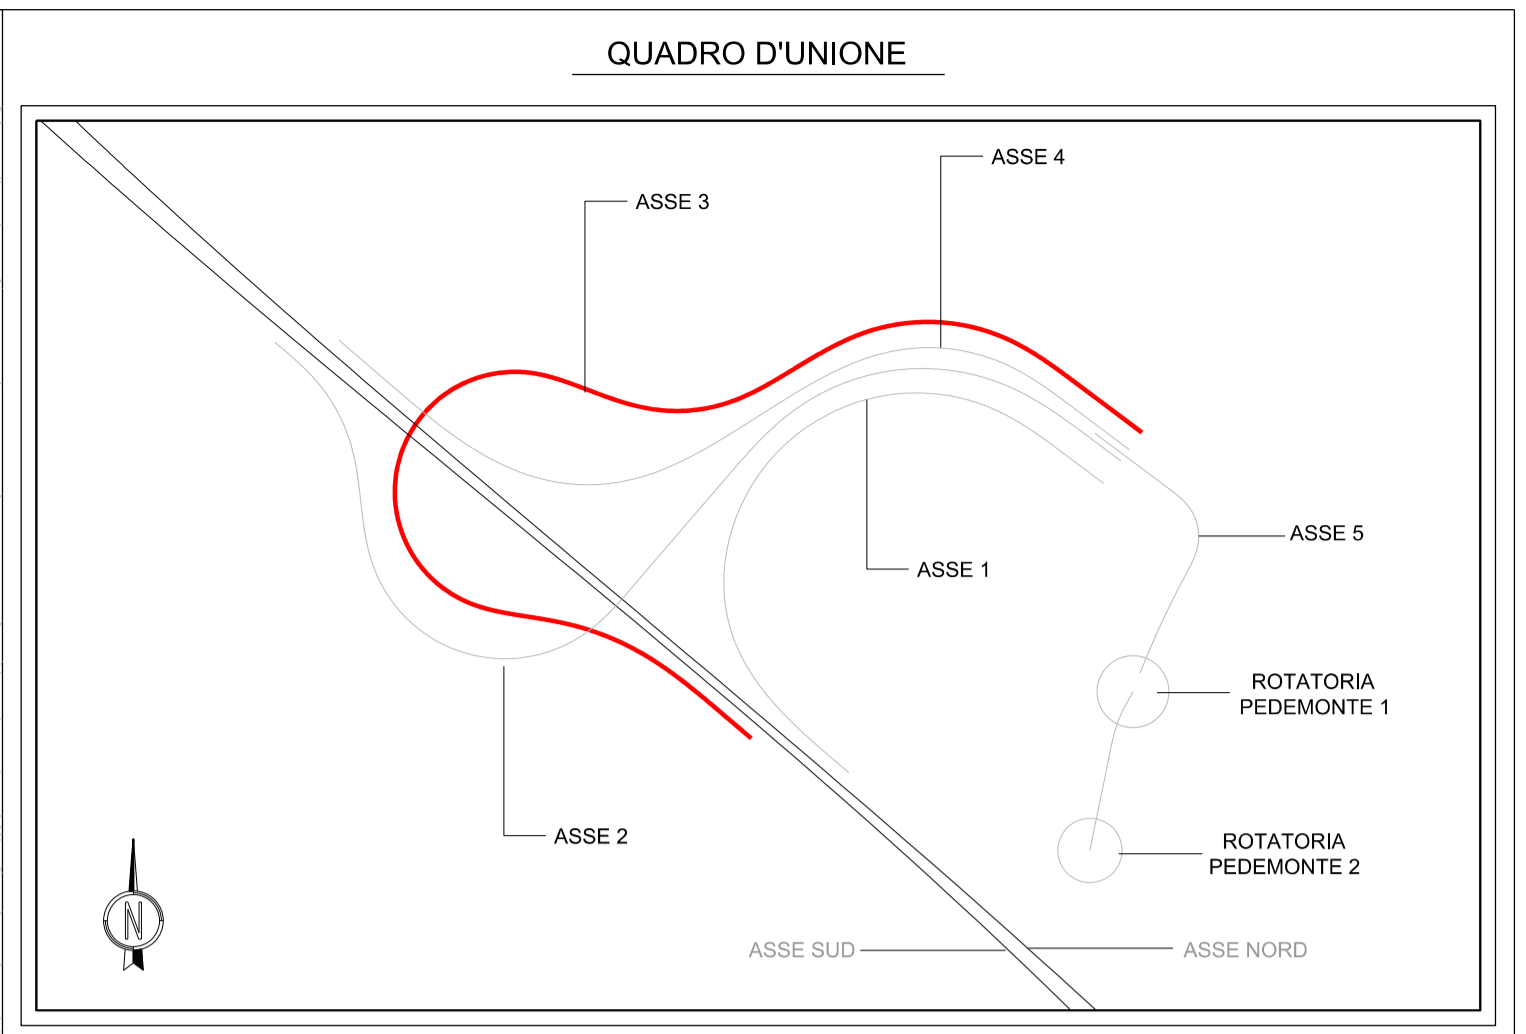 QUADRO D'UNIONE
ASSE 4
ASSE 3
ASSE 5
ASSE 1
ROTATORIA
PEDEMONTE 1
ASSE 2
ROTATORIA
PEDEMONTE 2
N
ASSE SUD
ASSE NORD